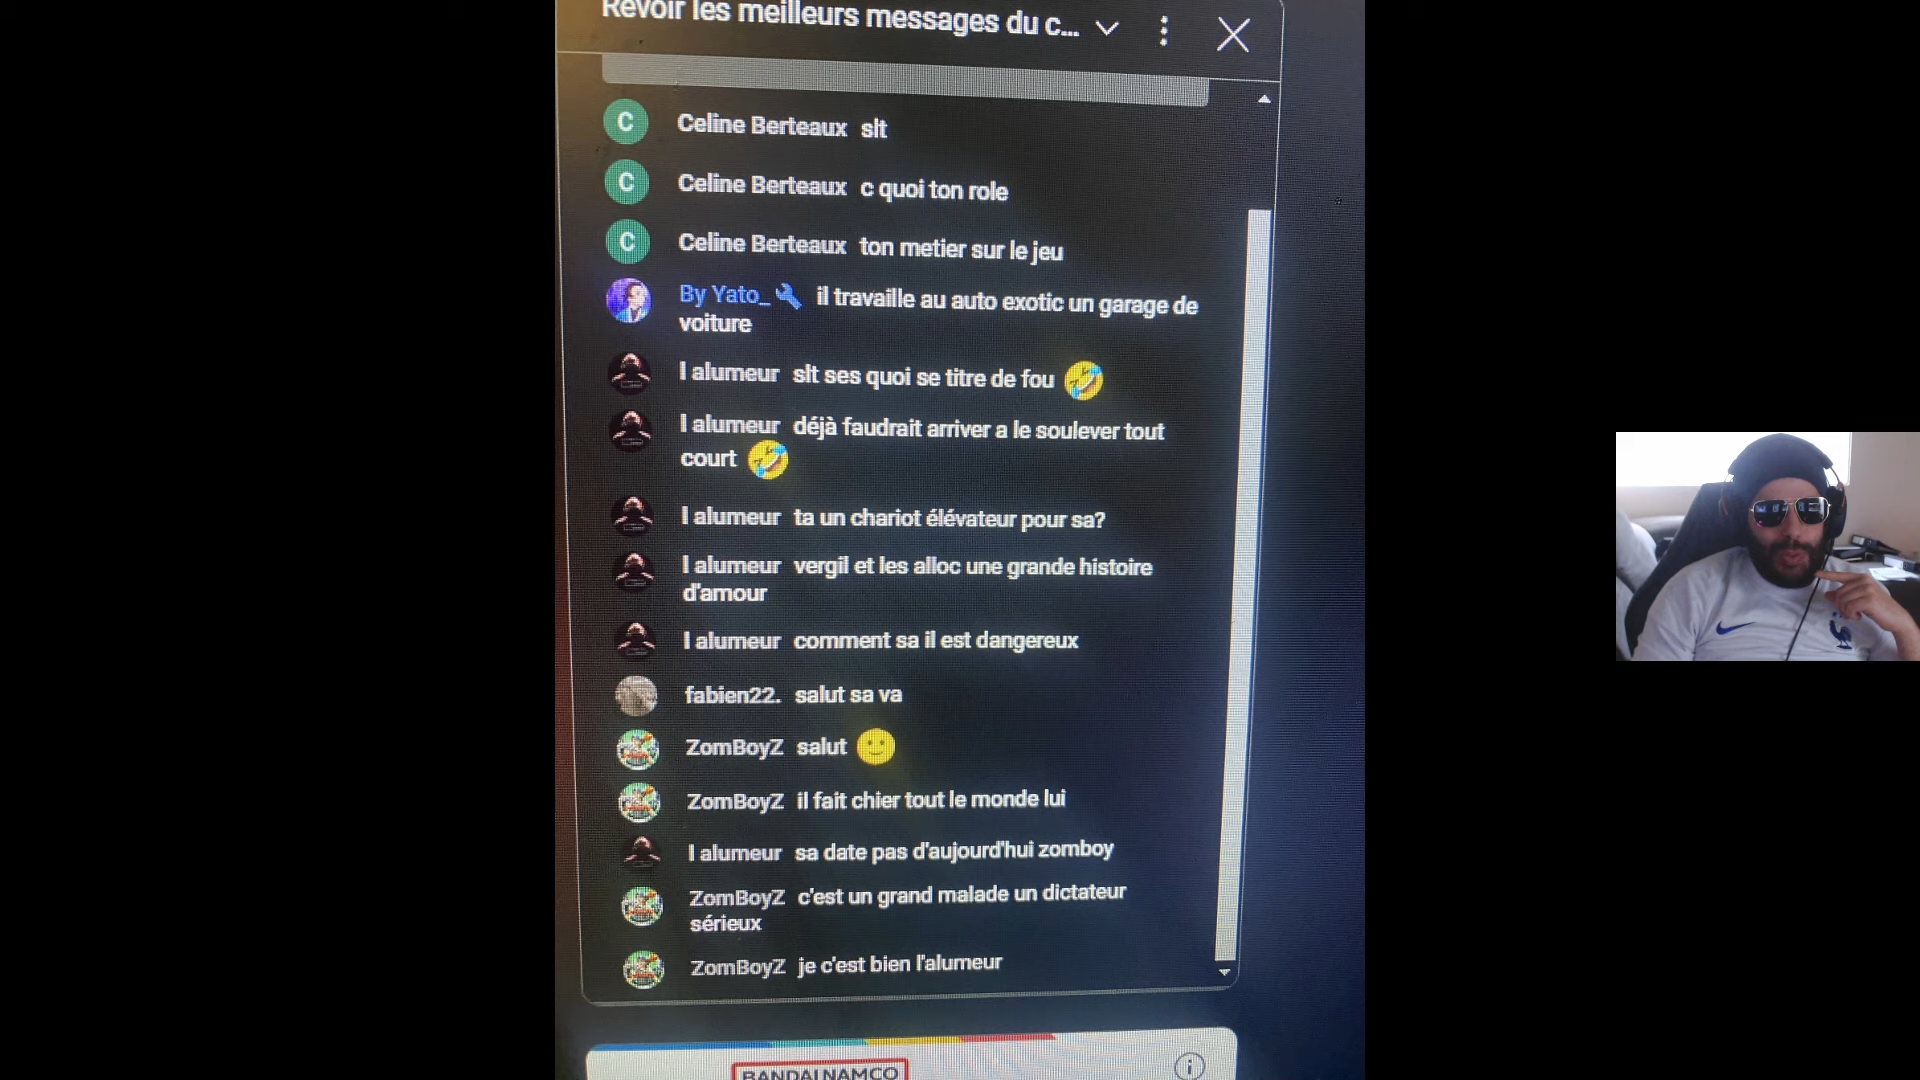 Revoir les meilleurs messages du c...
C Celine Berteaux slt
C Celine Berteaux c quoi ton role
C Celine Berteaux ton metier sur le jeu
By Yato_ il travaille au auto exotic un garage de
voiture
l alumeur slt ses quoi se titre de fou 🤣
l alumeur déjà faudrait arriver a le soulever tout
court 🤣
l alumeur ta un chariot élévateur pour sa?
l alumeur vergil et les alloc une grande histoire
d'amour
l alumeur comment sa il est dangereux
fabien22. salut sa va
ZomBoyZ salut 🙂
ZomBoyZ il fait chier tout le monde lui
l alumeur sa date pas d'aujourd'hui zomboy
ZomBoyZ c'est un grand malade un dictateur
sérieux
ZomBoyZ je c'est bien l'alumeur
BANDAI NAMCO